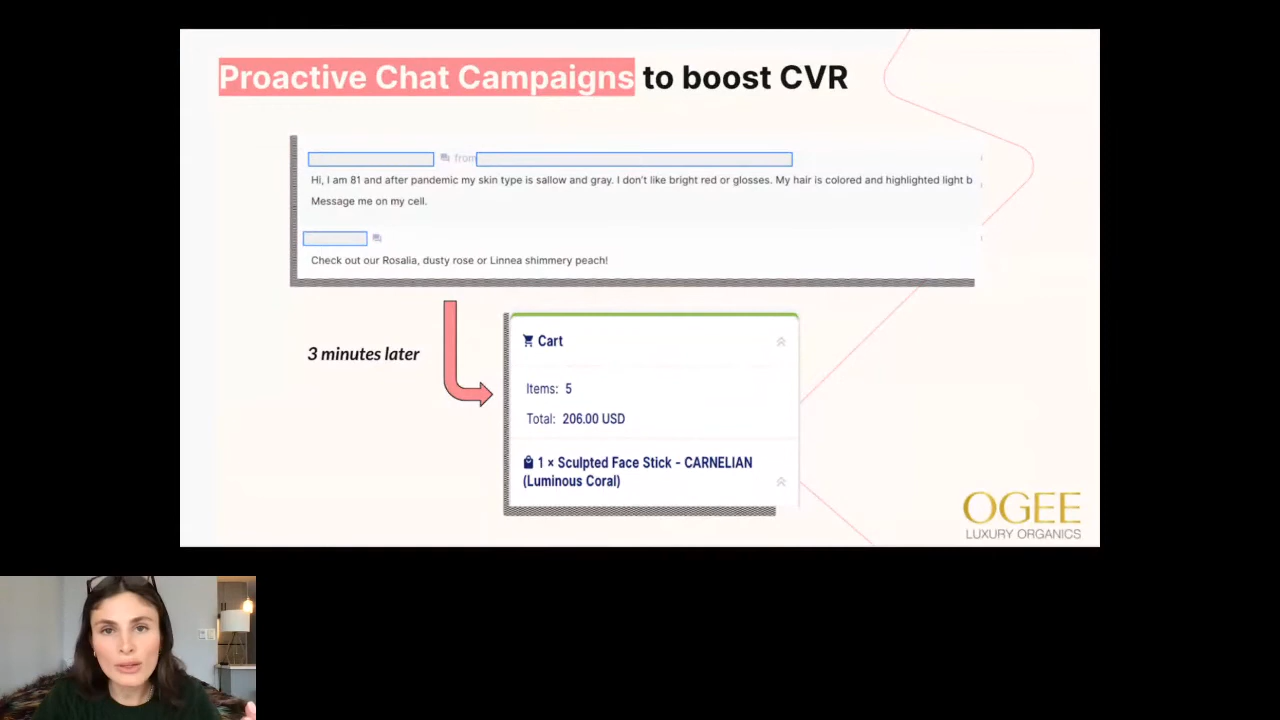 Proactive Chat Campaigns to boost CVR
from
Hi, I am 81 and after pandemic my skin type is sallow and gray. I don't like bright red or glosses. My hair is colored and highlighted light b
Message me on my cell.
Check out our Rosalia, dusty rose or Linnea shimmery peach!
3 minutes later
Cart
Items: 5
Total: 206.00 USD
1 × Sculpted Face Stick - CARNELIAN
(Luminous Coral)
OGEE
LUXURY ORGANICS